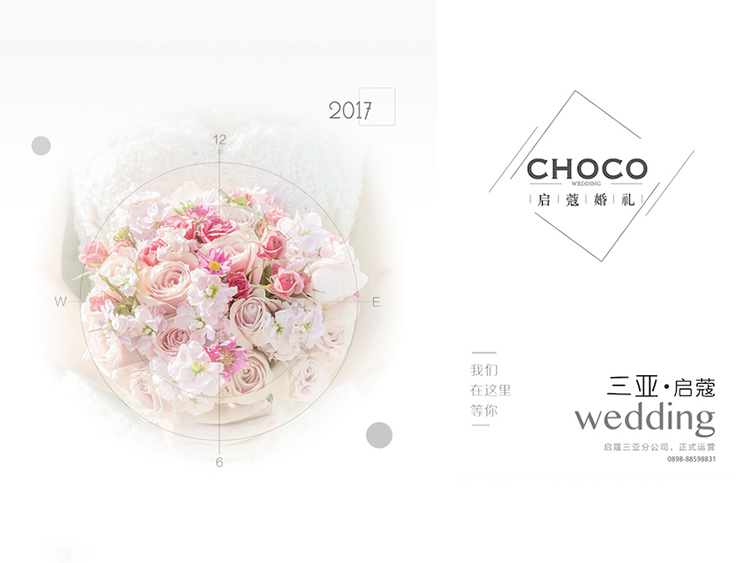 2017
12
W
E
6
CHOCO
WEDDING
启蔻婚礼
我们
在这里
等你
三亚·启蔻
wedding
启蔻三亚分公司，正式运营
0898-88598831